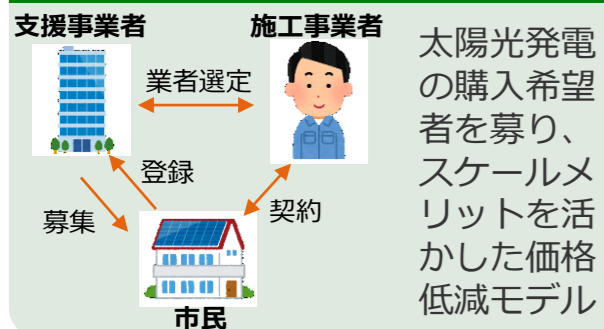 支援事業者
施工事業者
業者選定
登録
募集
契約
市民
太陽光発電
の購入希望
者を募り、
スケールメ
リットを活
かした価格
低減モデル